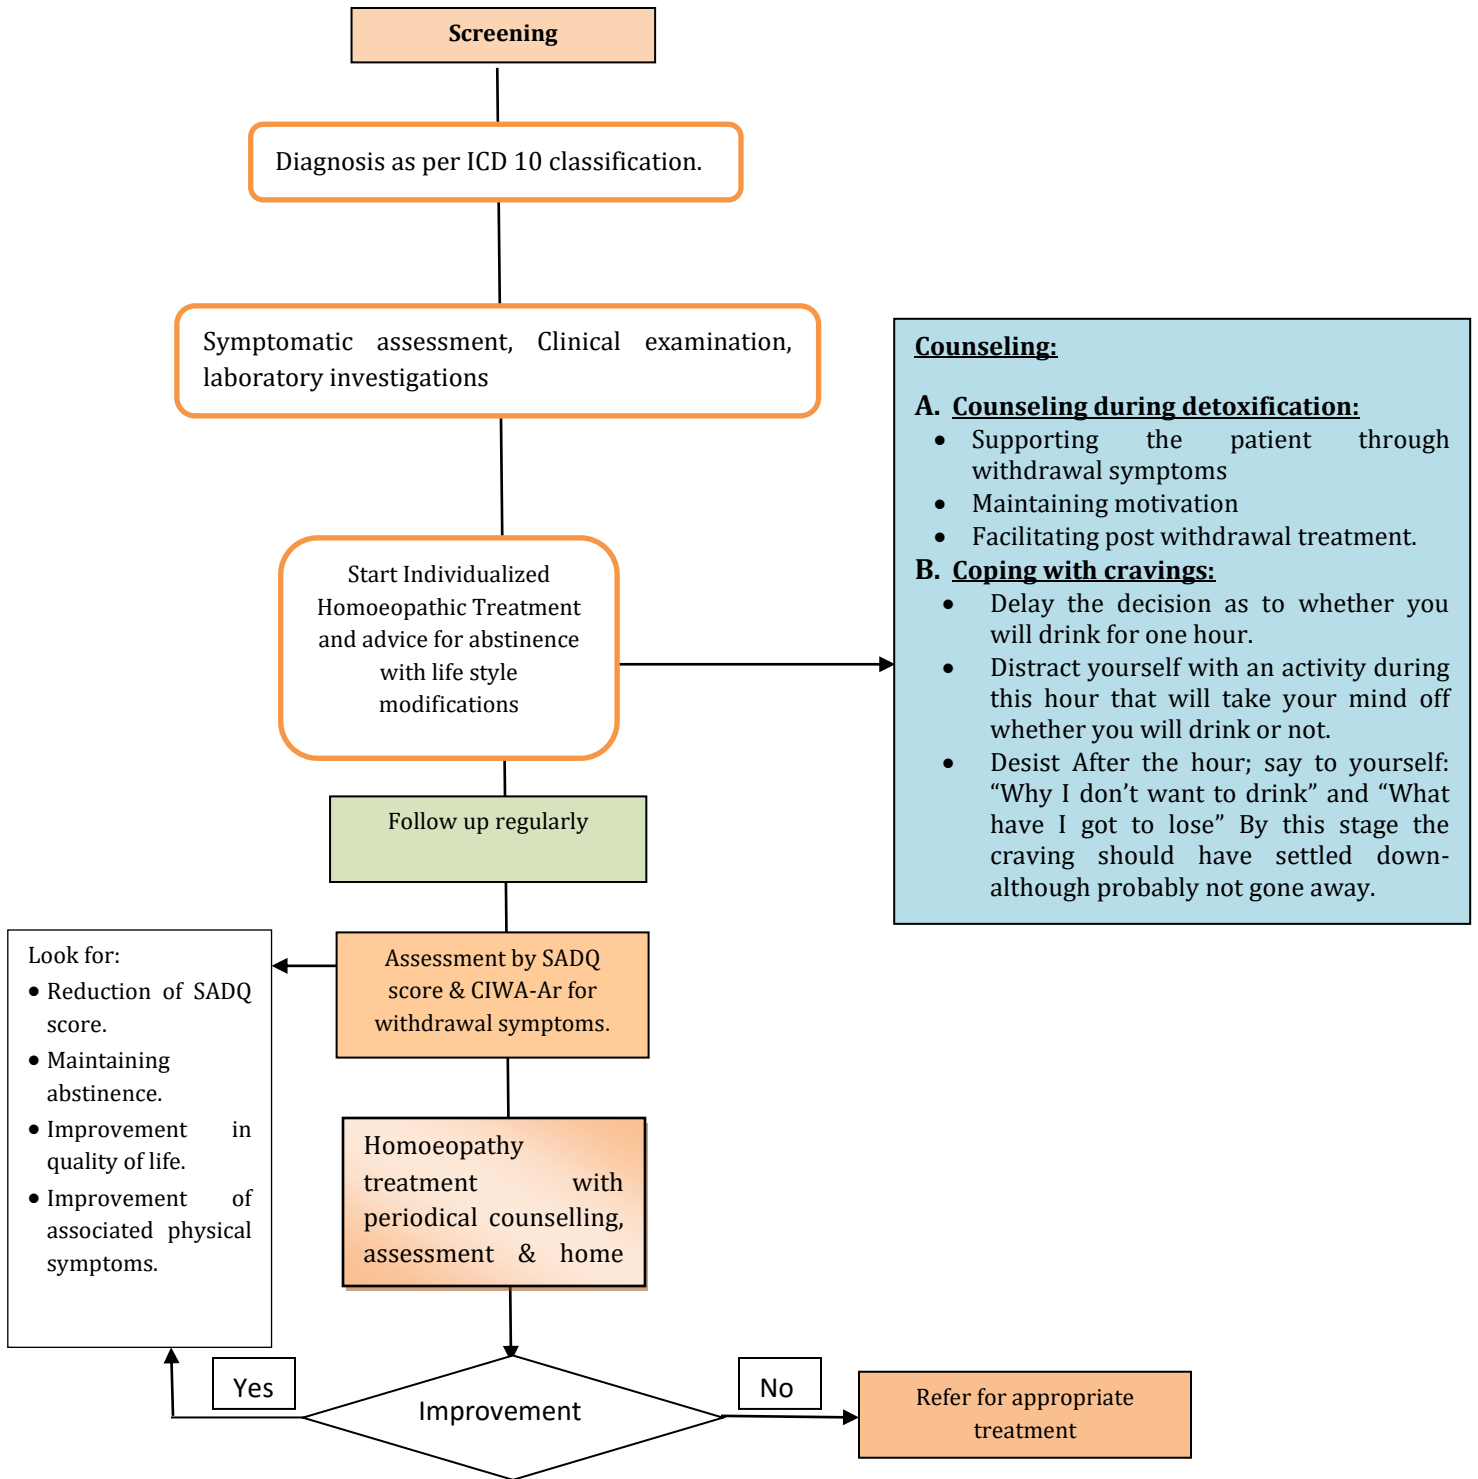 Screening
Diagnosis as per ICD 10 classification.
Symptomatic assessment, Clinical examination,
laboratory investigations
Start Individualized
Homoeopathic Treatment
and advice for abstinence
with life style
modifications
Counseling:
A. Counseling during detoxification:
• Supporting the patient through
withdrawal symptoms
• Maintaining motivation
• Facilitating post withdrawal treatment.
B. Coping with cravings:
• Delay the decision as to whether you
will drink for one hour.
• Distract yourself with an activity during
this hour that will take your mind off
whether you will drink or not.
• Desist After the hour; say to yourself:
“Why I don’t want to drink” and “What
have I got to lose” By this stage the
craving should have settled down-
although probably not gone away.
Follow up regularly
Assessment by SADQ
score & CIWA-Ar for
withdrawal symptoms.
Look for:
• Reduction of SADQ
score.
• Maintaining
abstinence.
• Improvement in
quality of life.
• Improvement of
associated physical
symptoms.
Homoeopathy
treatment with
periodical counselling,
assessment & home
Improvement
Yes
No
Refer for appropriate
treatment